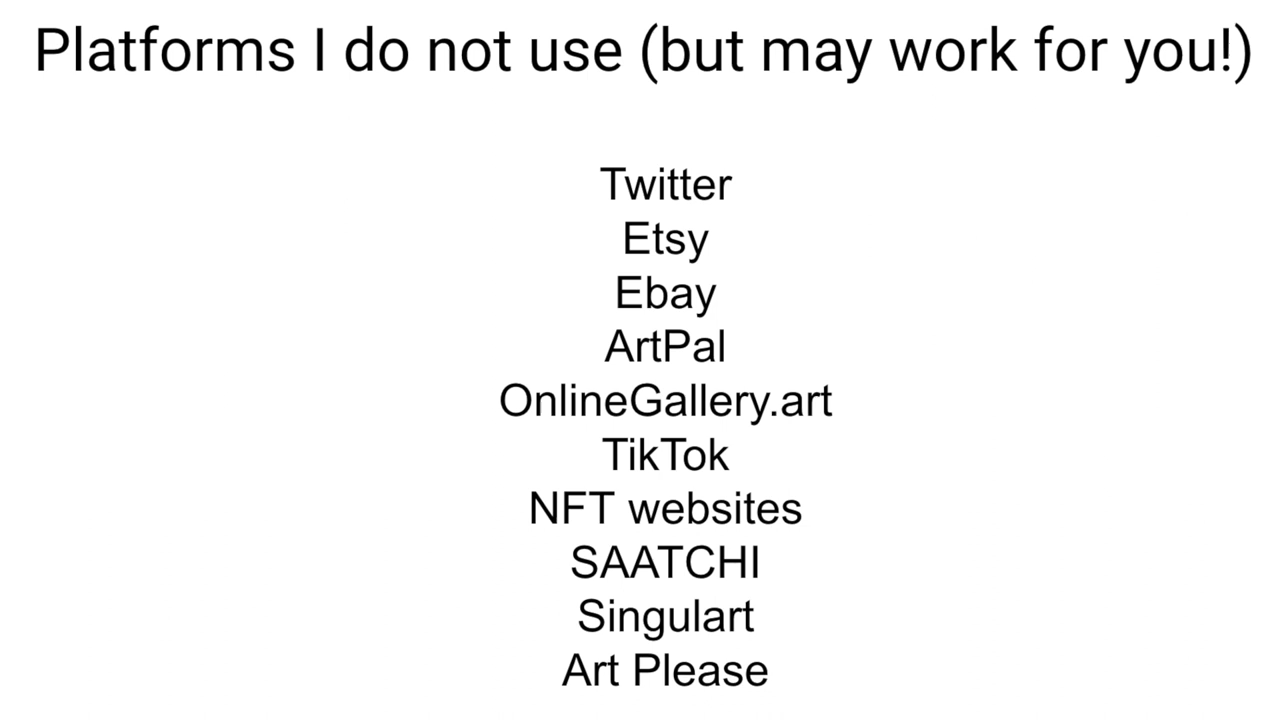 Platforms I do not use (but may work for you!)
Twitter
Etsy
Ebay
ArtPal
OnlineGallery.art
TikTok
NFT websites
SAATCHI
Singulart
Art Please